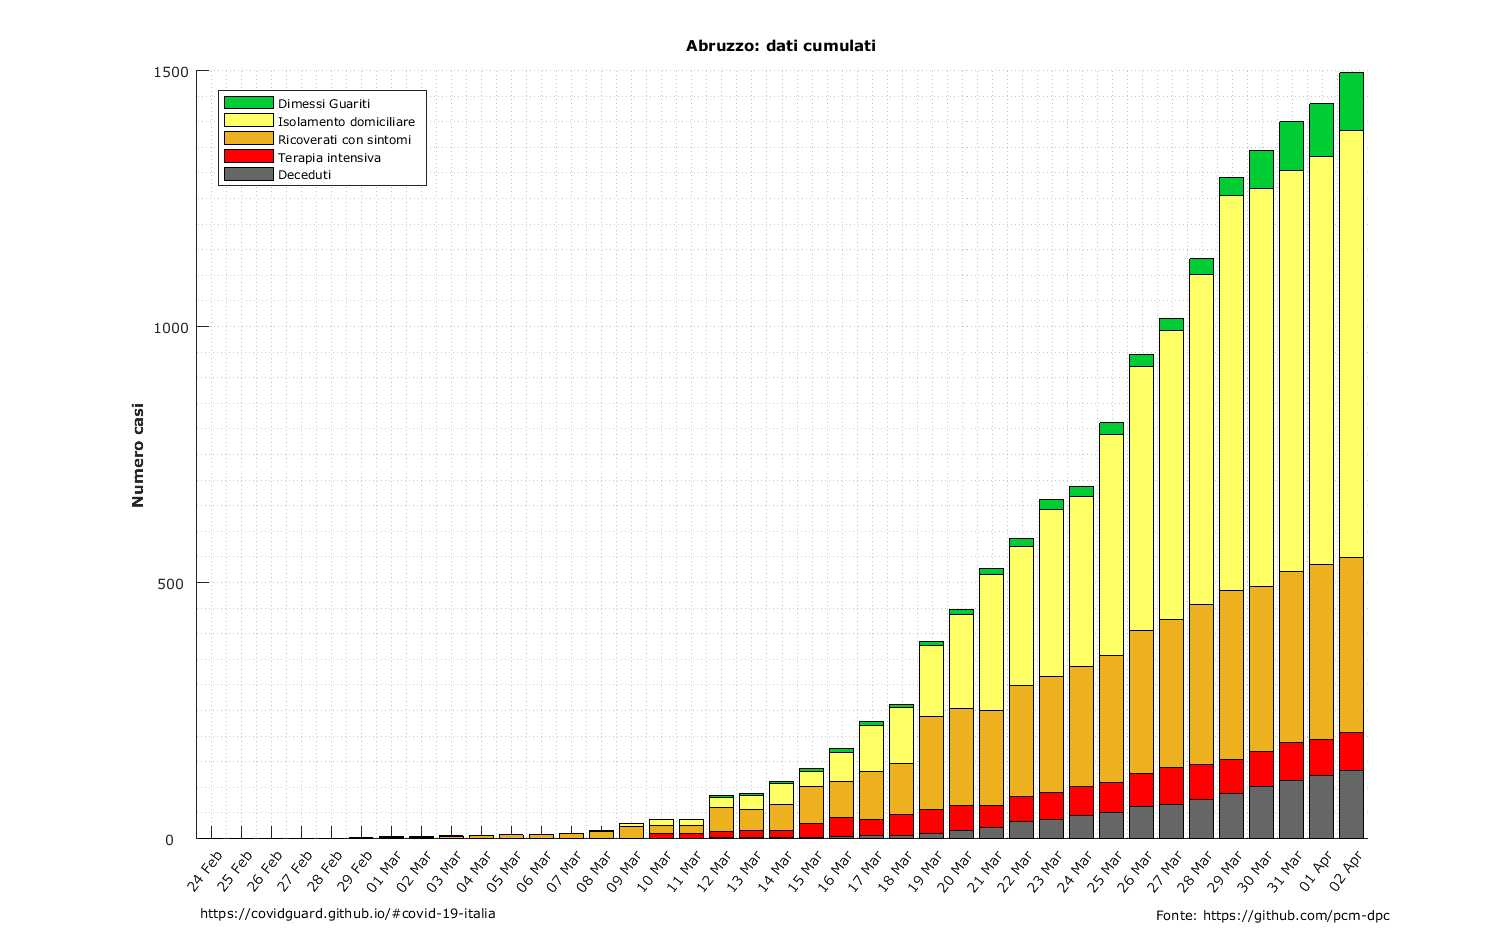 Abruzzo: dati cumulati
1500
1000
500
0
Numero casi
Dimessi Guariti
Isolamento domiciliare
Ricoverati con sintomi
Terapia intensiva
Deceduti
24 Feb
25 Feb
26 Feb
27 Feb
28 Feb
29 Feb
01 Mar
02 Mar
03 Mar
04 Mar
05 Mar
06 Mar
07 Mar
08 Mar
09 Mar
10 Mar
11 Mar
12 Mar
13 Mar
14 Mar
15 Mar
16 Mar
17 Mar
18 Mar
19 Mar
20 Mar
21 Mar
22 Mar
23 Mar
24 Mar
25 Mar
26 Mar
27 Mar
28 Mar
29 Mar
30 Mar
31 Mar
01 Apr
02 Apr
https://covidguard.github.io/#covid-19-italia
Fonte: https://github.com/pcm-dpc